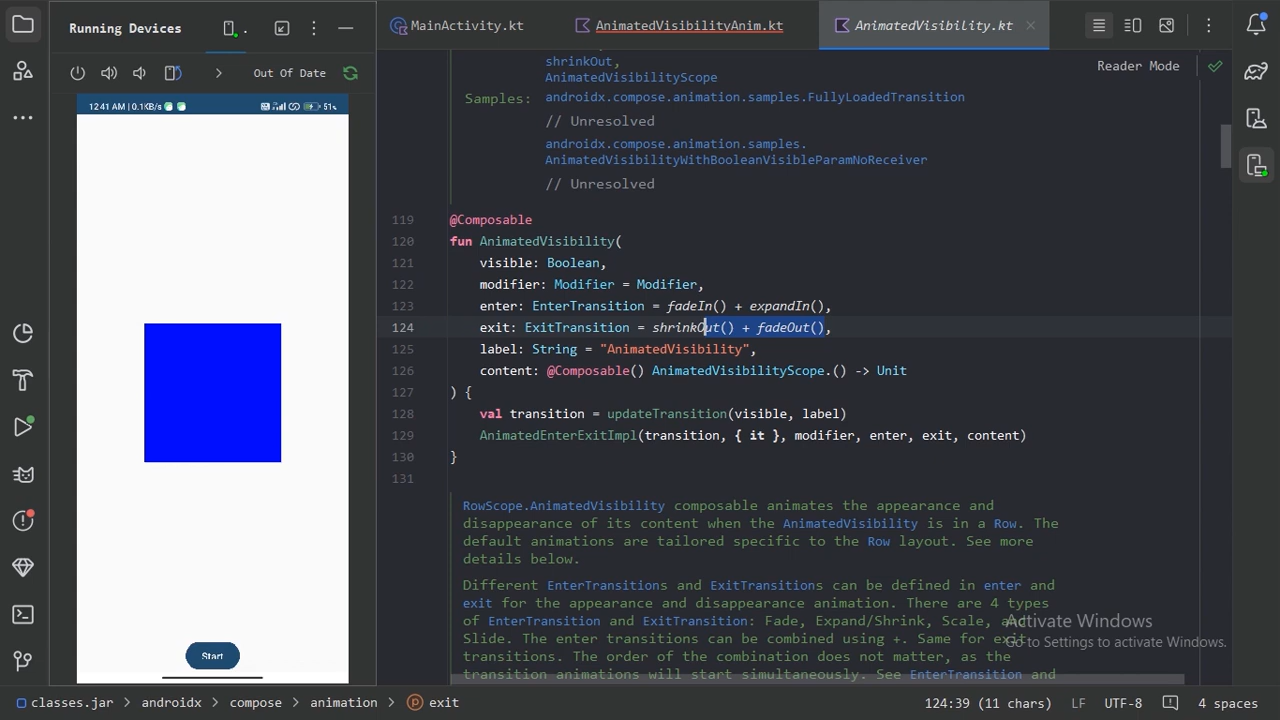 Running Devices
MainActivity.kt
AnimatedVisibilityAnim.kt
AnimatedVisibility.kt
Out Of Date
Reader Mode
12:41 AM | 0.1KB/s
51%
shrinkOut,
AnimatedVisibilityScope
Samples: androidx.compose.animation.samples.FullyLoadedTransition
// Unresolved
androidx.compose.animation.samples.
AnimatedVisibilityWithBooleanVisibleParamNoReceiver
// Unresolved
119 @Composable
120 fun AnimatedVisibility(
121 visible: Boolean,
122 modifier: Modifier = Modifier,
123 enter: EnterTransition = fadeIn() + expandIn(),
124 exit: ExitTransition = shrinkOut() + fadeOut(),
125 label: String = "AnimatedVisibility",
126 content: @Composable() AnimatedVisibilityScope.() -> Unit
127 ) {
128 val transition = updateTransition(visible, label)
129 AnimatedEnterExitImpl(transition, { it }, modifier, enter, exit, content)
130 }
131
RowScope.AnimatedVisibility composable animates the appearance and
disappearance of its content when the AnimatedVisibility is in a Row. The
default animations are tailored specific to the Row layout. See more
details below.
Different EnterTransitions and ExitTransitions can be defined in enter and
exit for the appearance and disappearance animation. There are 4 types
of EnterTransition and ExitTransition: Fade, Expand/Shrink, Scale, and
Slide. The enter transitions can be combined using +. Same for exit
transitions. The order of the combination does not matter, as the
transition animations will start simultaneously. See EnterTransition and
Start
Activate Windows
Go to Settings to activate Windows.
classes.jar > androidx > compose > animation > exit
124:39 (11 chars) LF UTF-8 4 spaces